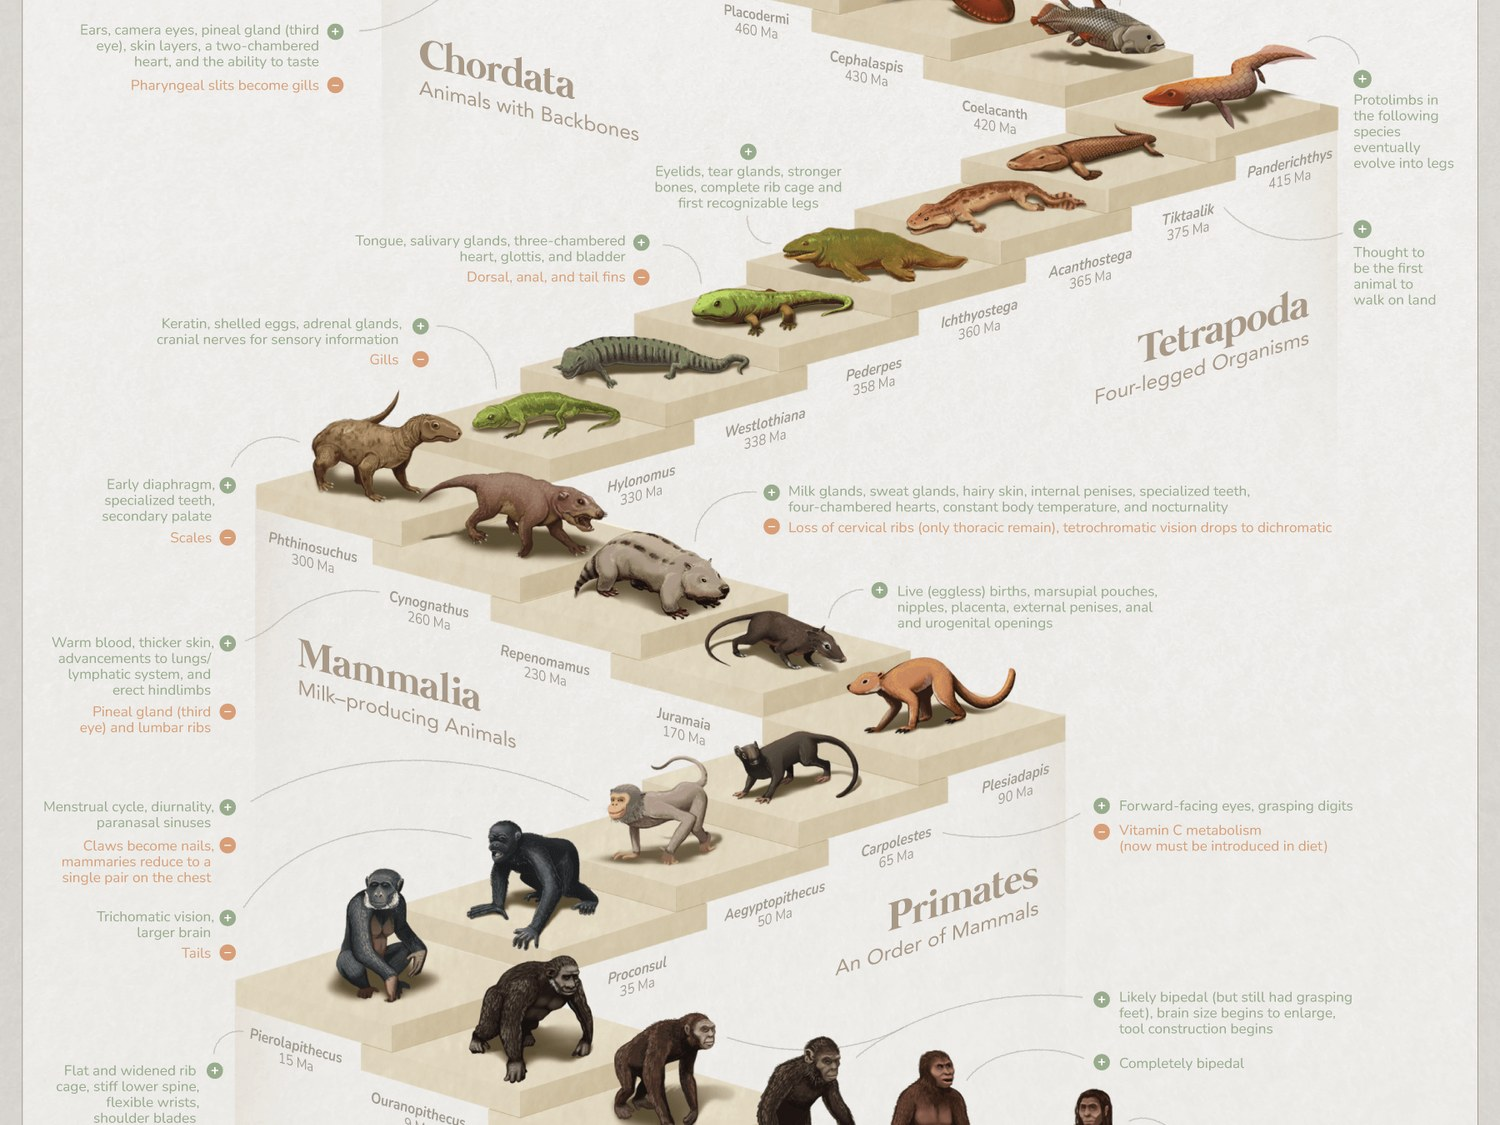 Placodermi
460 Ma
Cephalaspis
430 Ma
Coelacanth
420 Ma
Panderichthys
415 Ma
Tiktaalik
375 Ma
Acanthostega
365 Ma
Ichthyostega
360 Ma
Pederpes
358 Ma
Westlothiana
338 Ma
Hylonomus
330 Ma
Ears, camera eyes, pineal gland (third
eye), skin layers, a two-chambered
heart, and the ability to taste
Pharyngeal slits become gills
Chordata
Animals with Backbones
Protolimbs in
the following
species
eventually
evolve into legs
Thought to
be the first
animal to
walk on land
Eyelids, tear glands, stronger
bones, complete rib cage and
first recognizable legs
Tongue, salivary glands, three-chambered
heart, glottis, and bladder
Dorsal, anal, and tail fins
Tetrapoda
Four-legged Organisms
Keratin, shelled eggs, adrenal glands,
cranial nerves for sensory information
Gills
Early diaphragm,
specialized teeth,
secondary palate
Scales
Phthinosuchus
300 Ma
Cynognathus
260 Ma
Repenomamus
230 Ma
Juramaia
170 Ma
Plesiadapis
90 Ma
Milk glands, sweat glands, hairy skin, internal penises, specialized teeth,
four-chambered hearts, constant body temperature, and nocturnality
Loss of cervical ribs (only thoracic remain), tetrochromatic vision drops to dichromatic
Live (eggless) births, marsupial pouches,
nipples, placenta, external penises, anal
and urogenital openings
Warm blood, thicker skin,
advancements to lungs/
lymphatic system, and
erect hindlimbs
Pineal gland (third
eye) and lumbar ribs
Mammalia
Milk–producing Animals
Menstrual cycle, diurnality,
paranasal sinuses
Claws become nails,
mammaries reduce to a
single pair on the chest
Forward-facing eyes, grasping digits
Vitamin C metabolism
(now must be introduced in diet)
Carpolestes
65 Ma
Aegyptopithecus
50 Ma
Proconsul
35 Ma
Primates
An Order of Mammals
Trichomatic vision,
larger brain
Tails
Pierolapithecus
15 Ma
Ouranopithecus
Flat and widened rib
cage, stiff lower spine,
flexible wrists,
shoulder blades
Likely bipedal (but still had grasping
feet), brain size begins to enlarge,
tool construction begins
Completely bipedal